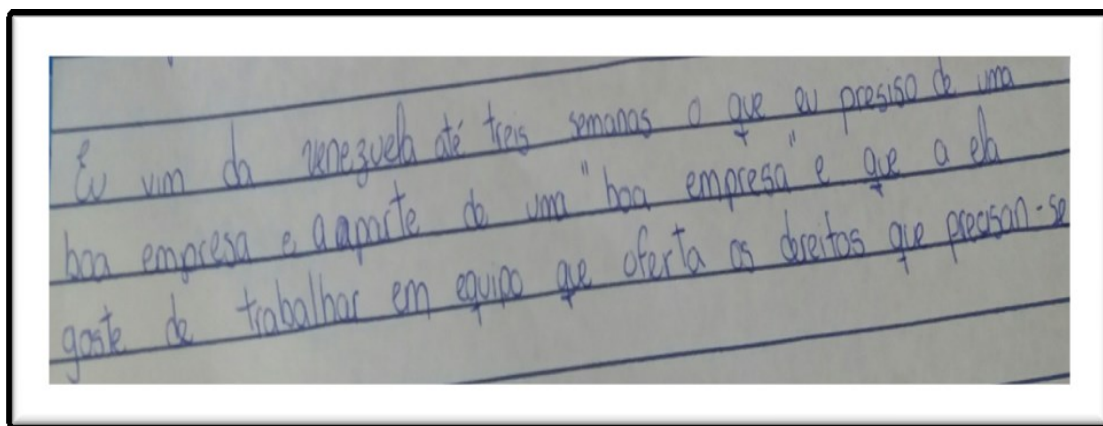 Eu vim da venezuela até treis semanas o que eu presiso de uma
boa empresa e a aparte de uma "boa empresa" e que a ela
goste de trabalhar em equipo que oferta os direitos que precisan-se